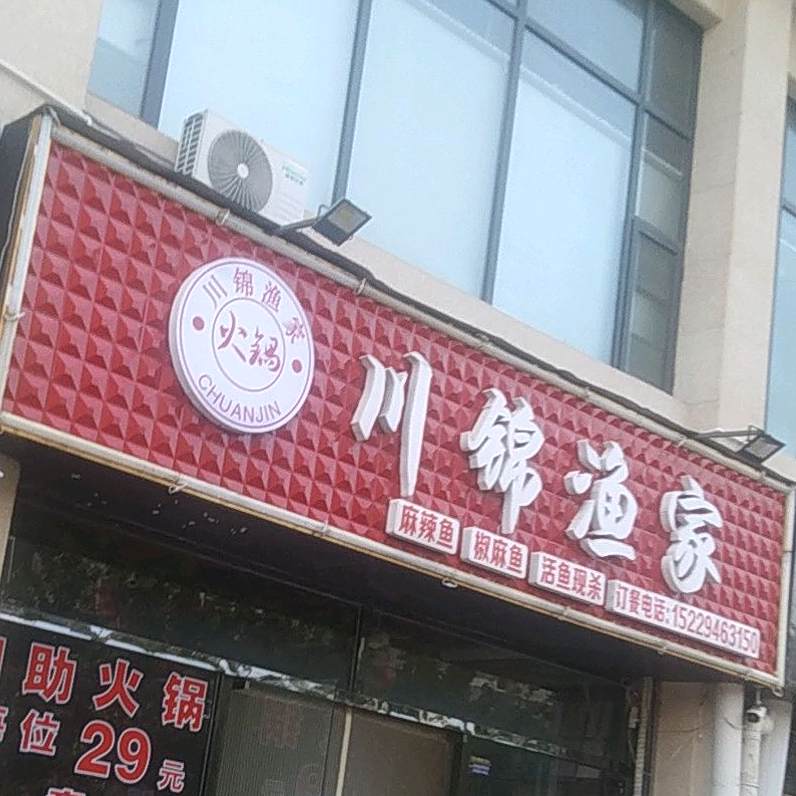 川锦渔家
火锅
CHUANJIN
川锦渔家
麻辣鱼 椒麻鱼 活鱼现杀 订餐电话:15229463150
助火锅
位29元